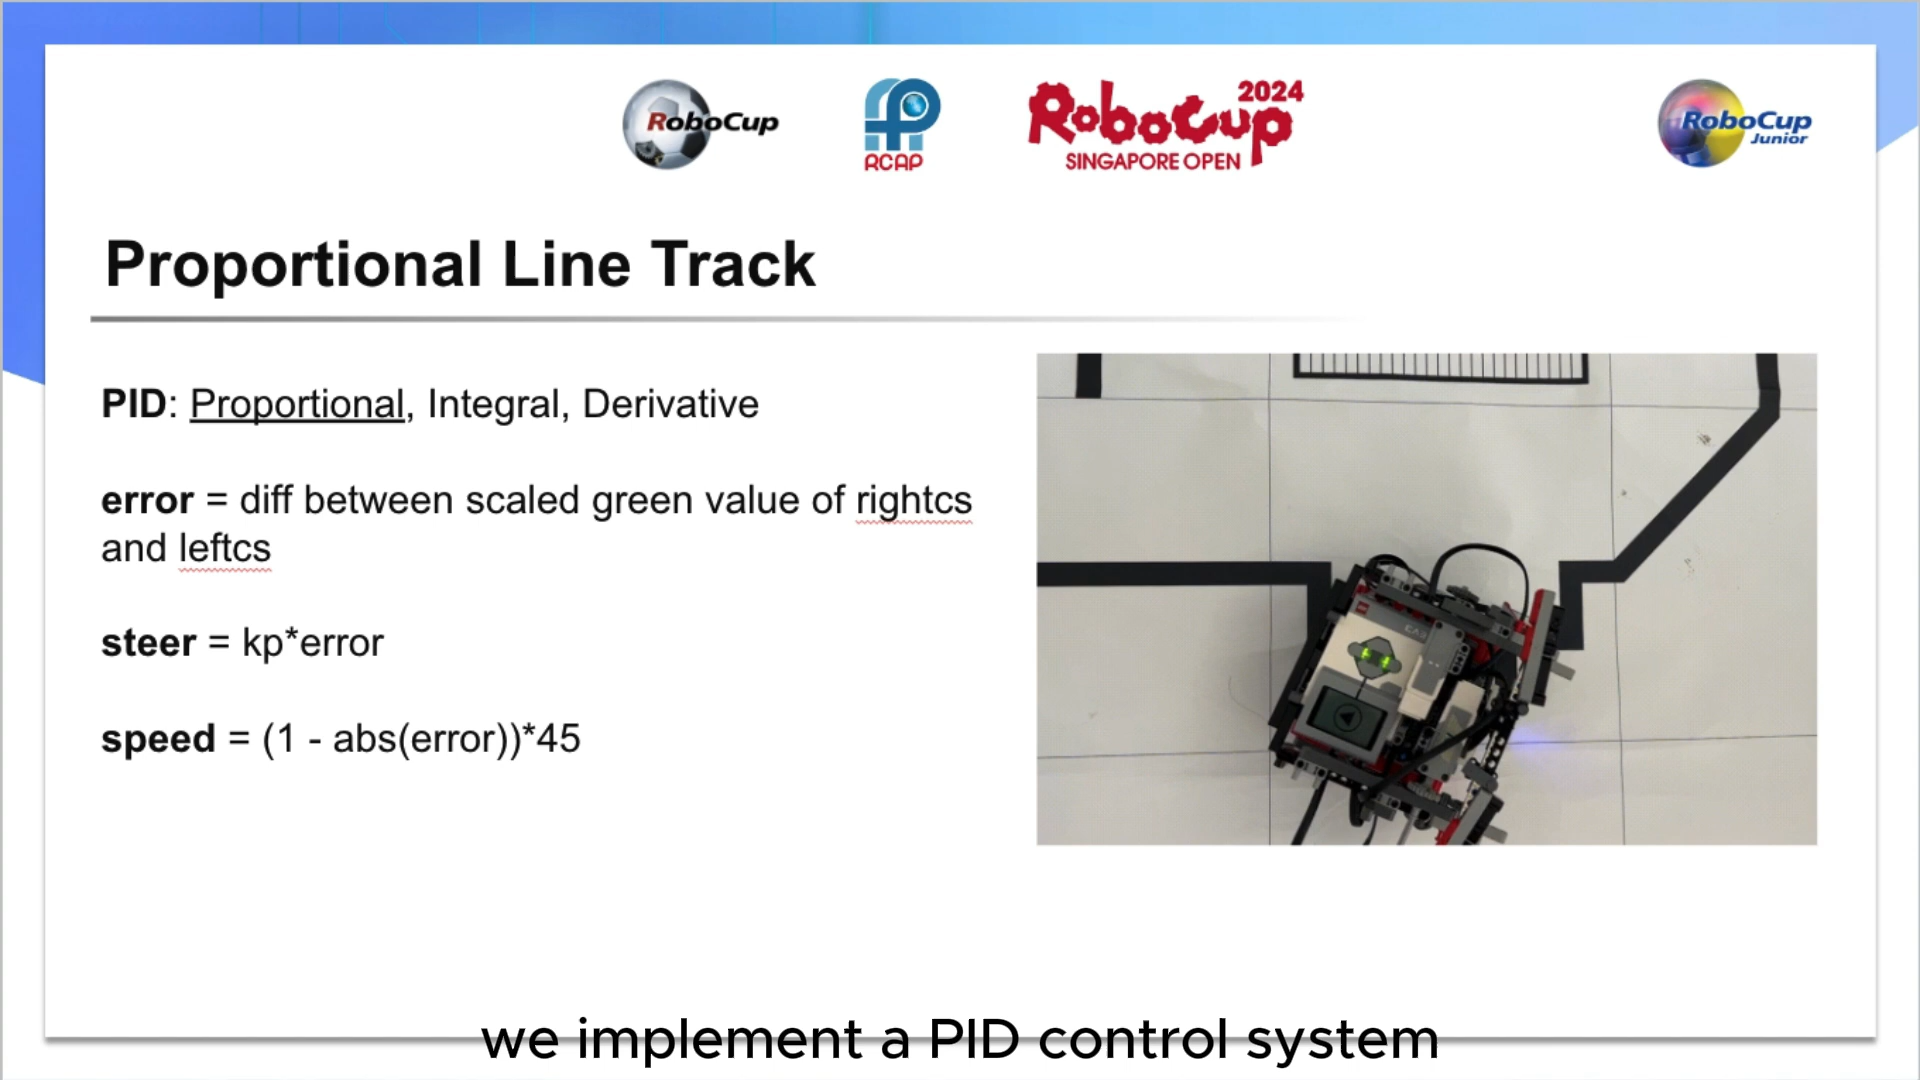 RoboCup
RCAP
RoboCup 2024
SINGAPORE OPEN
RoboCup
Junior
Proportional Line Track
PID: Proportional, Integral, Derivative
error = diff between scaled green value of rightcs
and leftcs
steer = kp*error
speed = (1 - abs(error))*45
EV3
we implement a PID control system